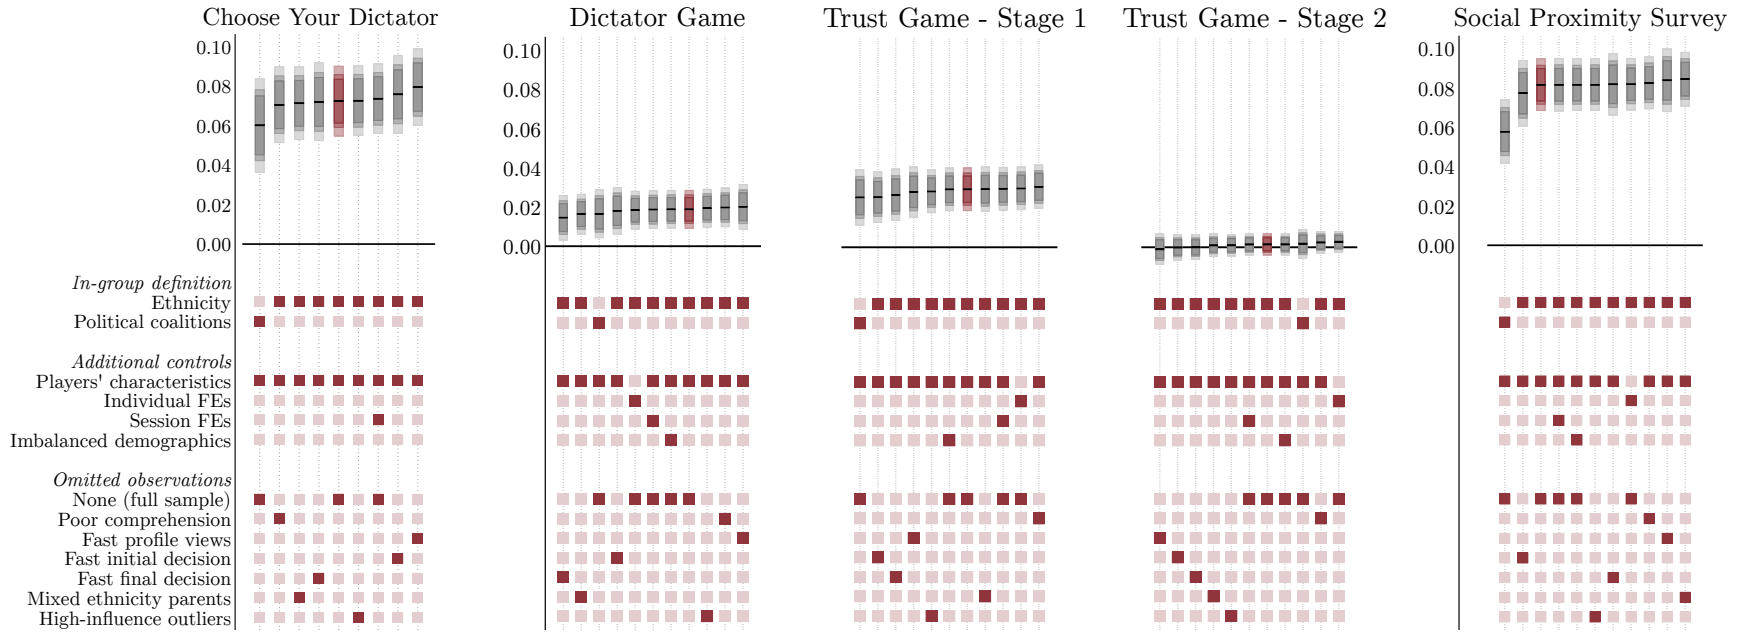 Choose Your Dictator
Dictator Game
Trust Game - Stage 1
Trust Game - Stage 2
Social Proximity Survey
0.10
0.08
0.06
0.04
0.02
0.00
0.10
0.08
0.06
0.04
0.02
0.00
0.10
0.08
0.06
0.04
0.02
0.00
In-group definition
Ethnicity
Political coalitions
Additional controls
Players' characteristics
Individual FEs
Session FEs
Imbalanced demographics
Omitted observations
None (full sample)
Poor comprehension
Fast profile views
Fast initial decision
Fast final decision
Mixed ethnicity parents
High-influence outliers